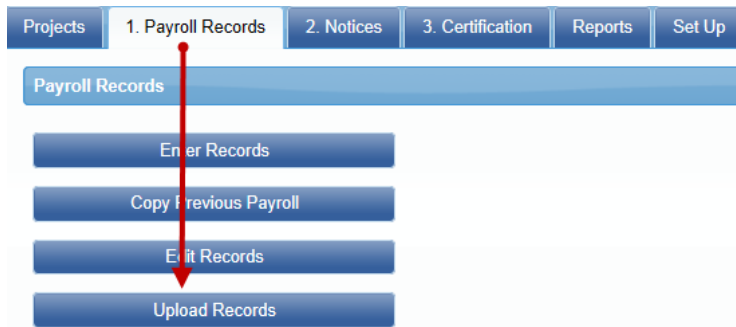 Projects 1. Payroll Records 2. Notices 3. Certification Reports Set Up
Payroll Records
Enter Records
Copy Previous Payroll
Edit Records
Upload Records